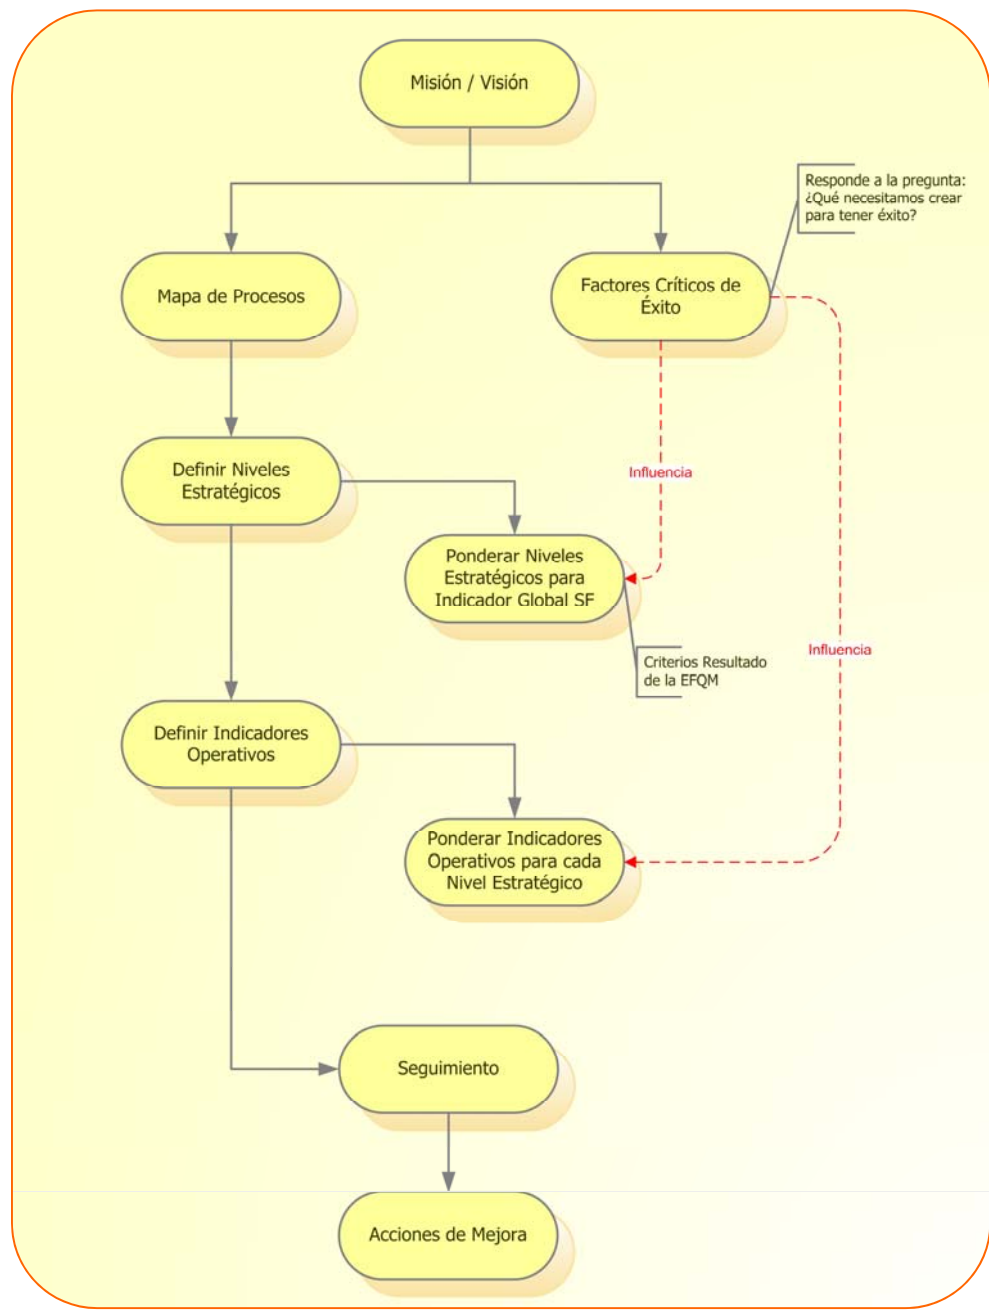 Misión / Visión
Responde a la pregunta:
¿Qué necesitamos crear
para tener éxito?
Mapa de Procesos
Factores Críticos de
Éxito
Definir Niveles
Estratégicos
Influencia
Ponderar Niveles
Estratégicos para
Indicador Global SF
Influencia
Criterios Resultado
de la EFQM
Definir Indicadores
Operativos
Ponderar Indicadores
Operativos para cada
Nivel Estratégico
Seguimiento
Acciones de Mejora